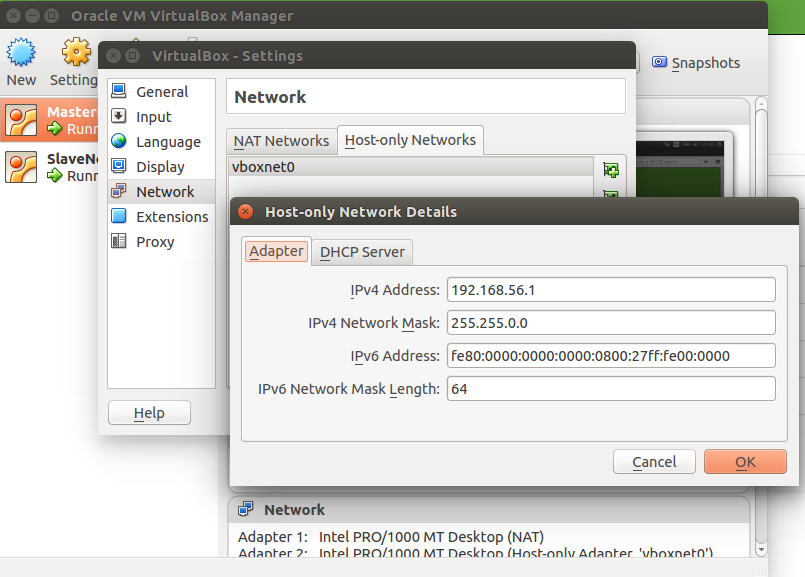 Oracle VM VirtualBox Manager
New
Setting
Snapshots
Master
Runn
SlaveNo
Runn
VirtualBox - Settings
General
Input
Language
Display
Network
Extensions
Proxy
Help
Network
NAT Networks
Host-only Networks
vboxnet0
Host-only Network Details
Adapter
DHCP Server
IPv4 Address: 192.168.56.1
IPv4 Network Mask: 255.255.0.0
IPv6 Address: fe80:0000:0000:0000:0800:27ff:fe00:0000
IPv6 Network Mask Length: 64
Cancel
OK
Network
Adapter 1: Intel PRO/1000 MT Desktop (NAT)
Adapter 2: Intel PRO/1000 MT Desktop (Host-only Adapter, 'vboxnet0')